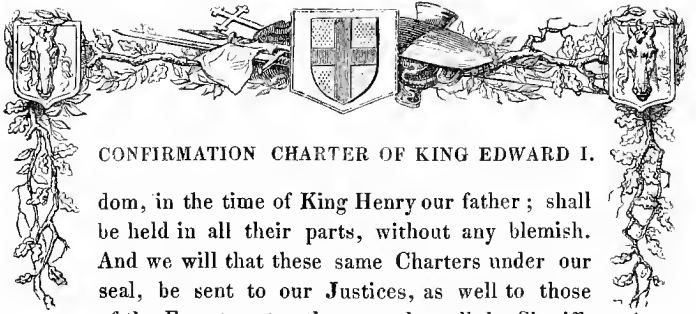 CONFIRMATION CHARTER OF KING EDWARD I.
dom, in the time of King Henry our father ; shall
be held in all their parts, without any blemish.
And we will that these same Charters under our
seal, be sent to our Justices, as well to those